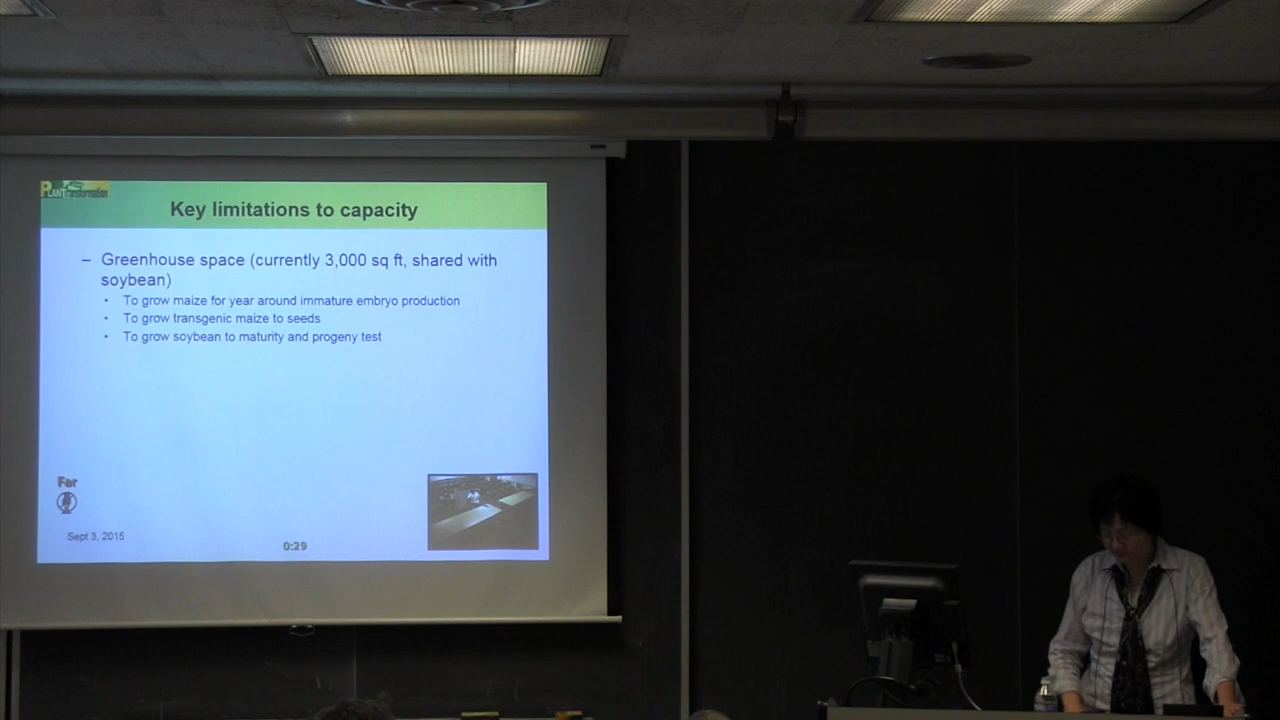 PLANT Transformation
Key limitations to capacity
– Greenhouse space (currently 3,000 sq ft, shared with
soybean)
• To grow maize for year around immature embryo production
• To grow transgenic maize to seeds
• To grow soybean to maturity and progeny test
Far
Sept 3, 2015
0:29